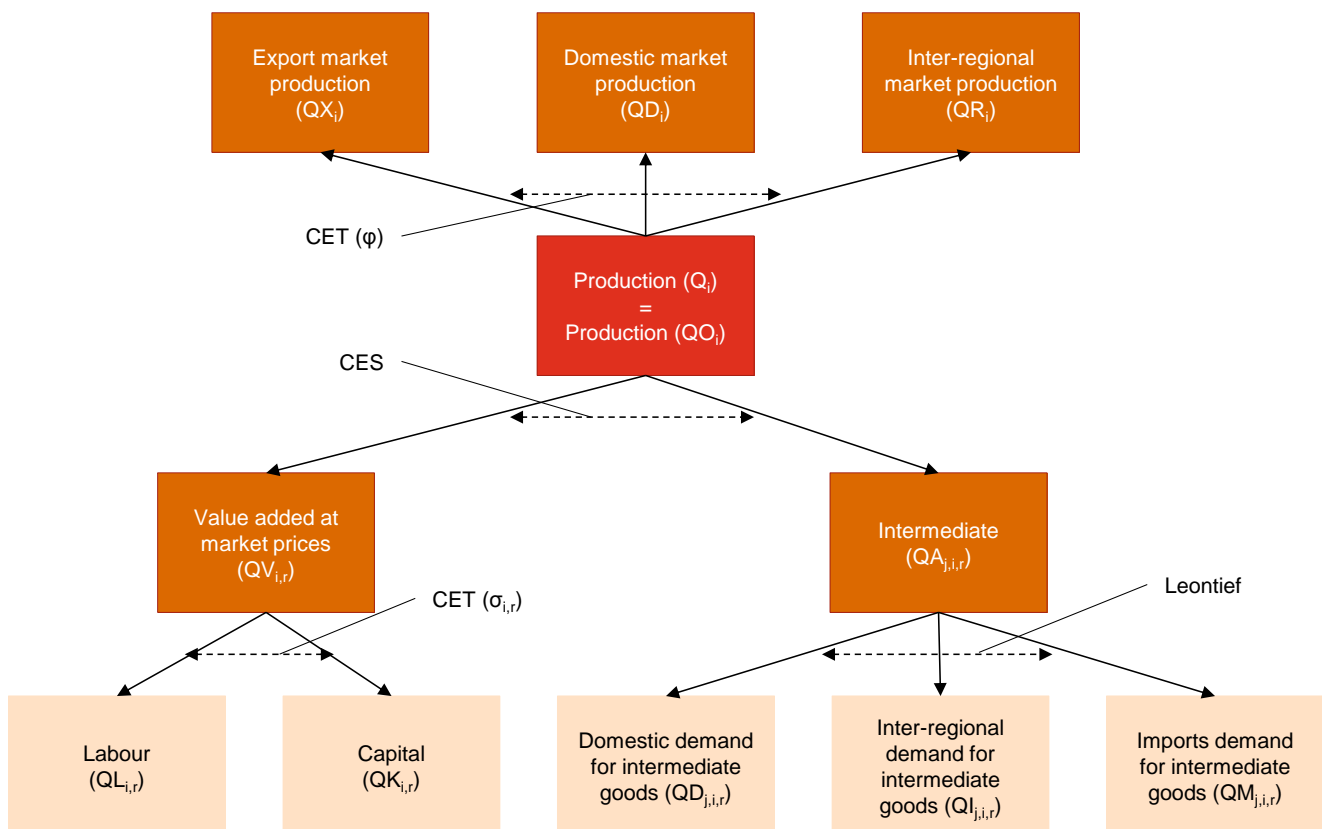 Export market
production
(QXᵢ)
Domestic market
production
(QDᵢ)
Inter-regional
market production
(QRᵢ)
CET (φ)
Production (Qᵢ)
=
Production (QOᵢ)
CES
Value added at
market prices
(QVi,r)
Intermediate
(QAj,i,r)
CET (σi,r)
Leontief
Labour
(QLi,r)
Capital
(QKi,r)
Domestic demand
for intermediate
goods (QDj,i,r)
Inter-regional
demand for
intermediate
goods (QIj,i,r)
Imports demand
for intermediate
goods (QMj,i,r)